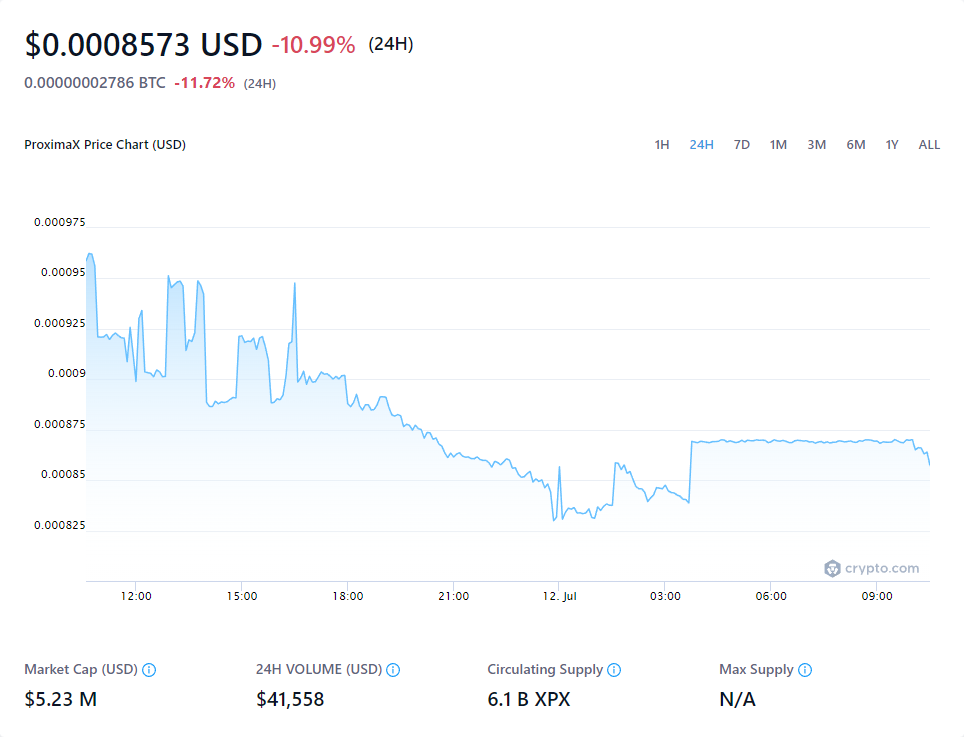 $0.0008573 USD -10.99% (24H)
0.00000002786 BTC -11.72% (24H)
ProximaX Price Chart (USD) 1H 24H 7D 1M 3M 6M 1Y ALL
0.000975
0.00095
0.000925
0.0009
0.000875
0.00085
0.000825
crypto.com
12:00 15:00 18:00 21:00 12. Jul 03:00 06:00 09:00
Market Cap (USD) 24H VOLUME (USD) Circulating Supply Max Supply
$5.23 M $41,558 6.1 B XPX N/A